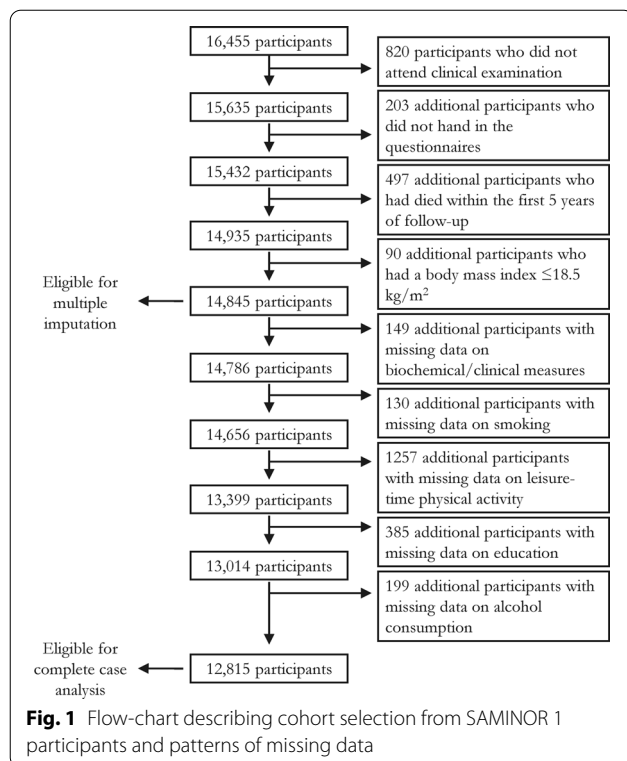 16,455 participants
820 participants who did not
attend clinical examination
15,635 participants
203 additional participants who
did not hand in the
questionnaires
15,432 participants
497 additional participants who
had died within the first 5 years
of follow-up
14,935 participants
90 additional participants who
had a body mass index ≤18.5
kg/m²
Eligible for
multiple
imputation
14,845 participants
149 additional participants with
missing data on
biochemical/clinical measures
14,786 participants
130 additional participants with
missing data on smoking
14,656 participants
1257 additional participants
with missing data on leisure-
time physical activity
13,399 participants
385 additional participants with
missing data on education
13,014 participants
199 additional participants with
missing data on alcohol
consumption
Eligible for
complete case
analysis
12,815 participants
Fig. 1 Flow-chart describing cohort selection from SAMINOR 1
participants and patterns of missing data